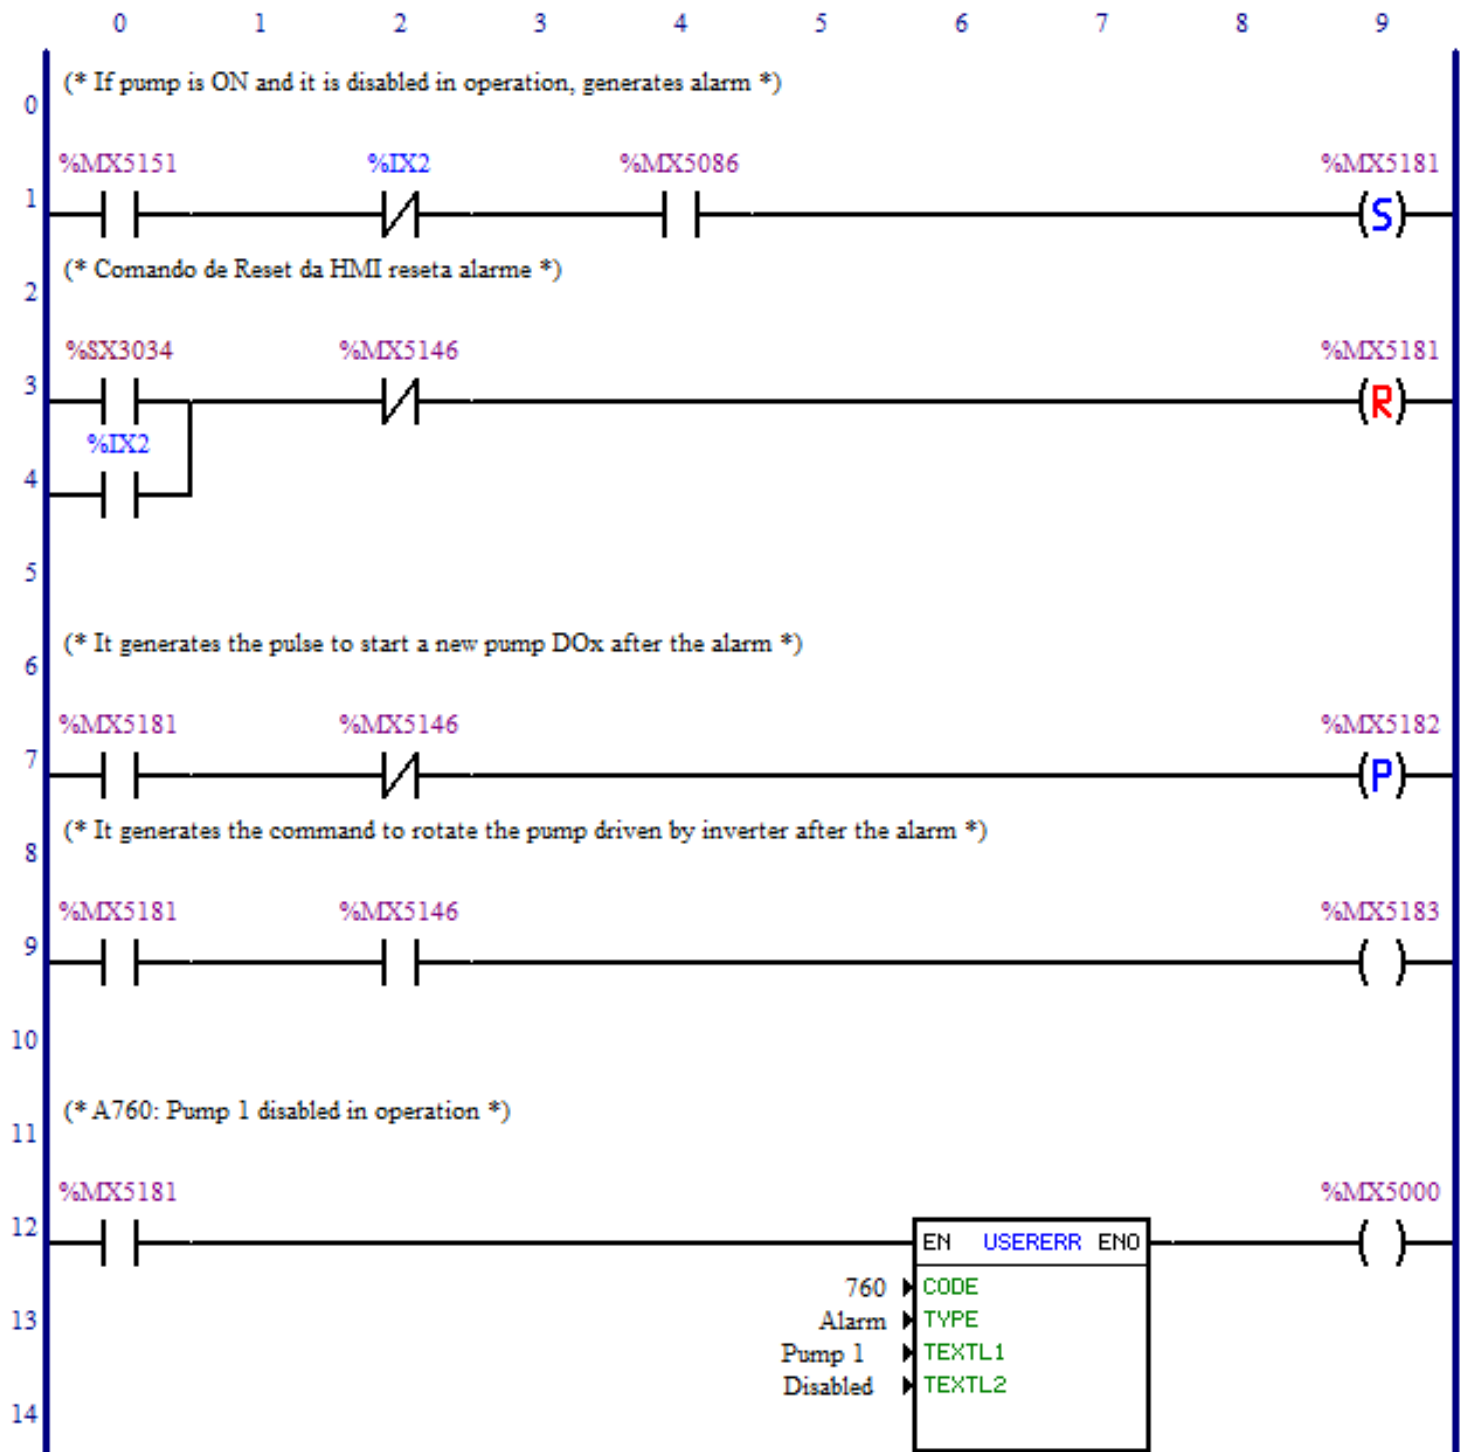 0 1 2 3 4 5 6 7 8 9
(* If pump is ON and it is disabled in operation, generates alarm *)
0
%MX5151 %IX2 %MX5086 %MX5181
1 S
(* Comando de Reset da HMI reseta alarme *)
2
%SX3034 %MX5146 %MX5181
3 R
%IX2
4
5
(* It generates the pulse to start a new pump DOx after the alarm *)
6
%MX5181 %MX5146 %MX5182
7 P
(* It generates the command to rotate the pump driven by inverter after the alarm *)
8
%MX5181 %MX5146 %MX5183
9
10
(* A760: Pump 1 disabled in operation *)
11
%MX5181 %MX5000
12 EN USERERR ENO
760 CODE
13 Alarm TYPE
Pump 1 TEXTL1
Disabled TEXTL2
14